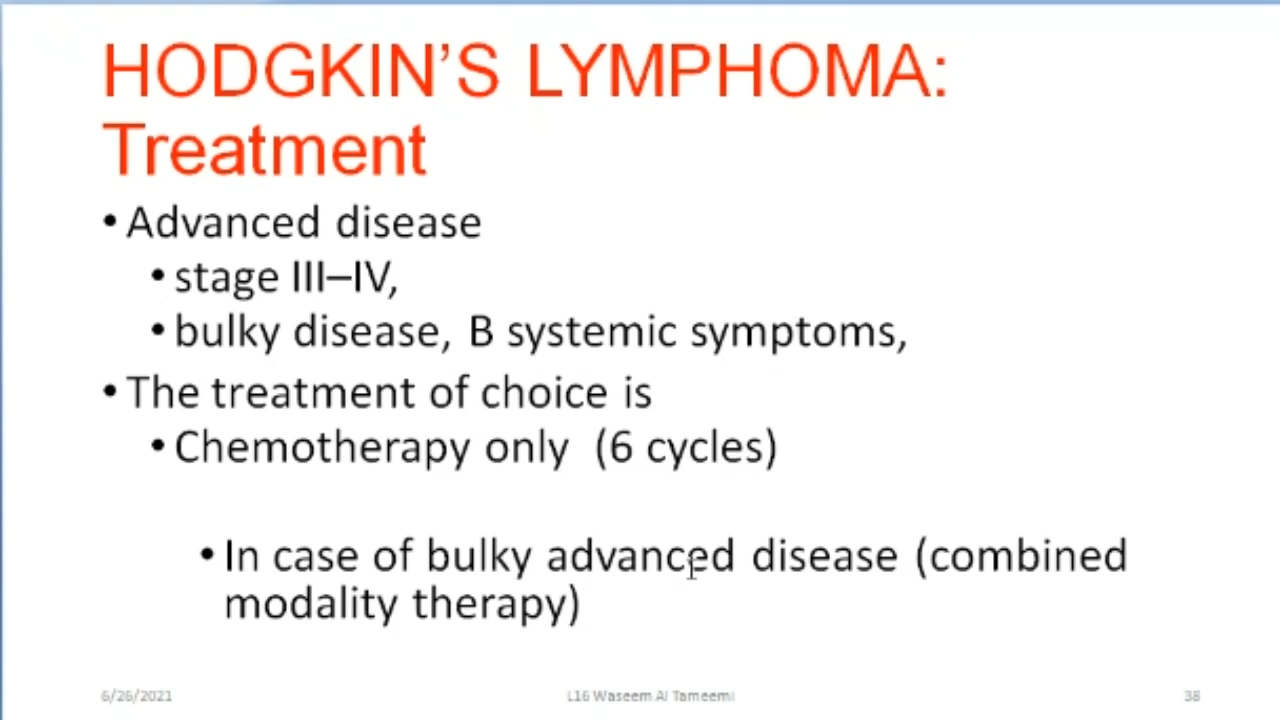 HODGKIN’S LYMPHOMA:
Treatment
• Advanced disease
• stage III–IV,
• bulky disease, B systemic symptoms,
• The treatment of choice is
• Chemotherapy only (6 cycles)
• In case of bulky advanced disease (combined
modality therapy)
6/26/2021
L16 Waseem Al Tameemi
38